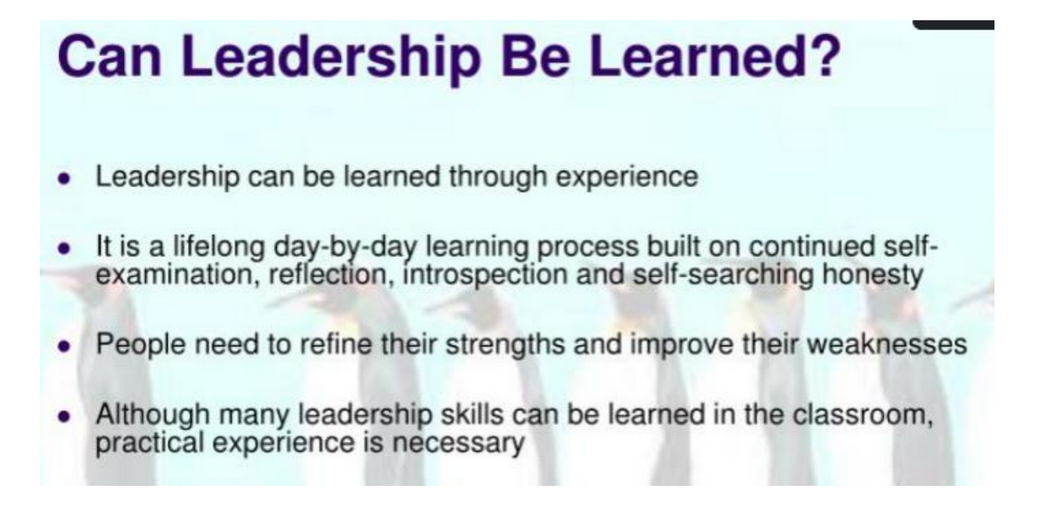 Can Leadership Be Learned?
• Leadership can be learned through experience
• It is a lifelong day-by-day learning process built on continued self-
examination, reflection, introspection and self-searching honesty
• People need to refine their strengths and improve their weaknesses
• Although many leadership skills can be learned in the classroom,
practical experience is necessary